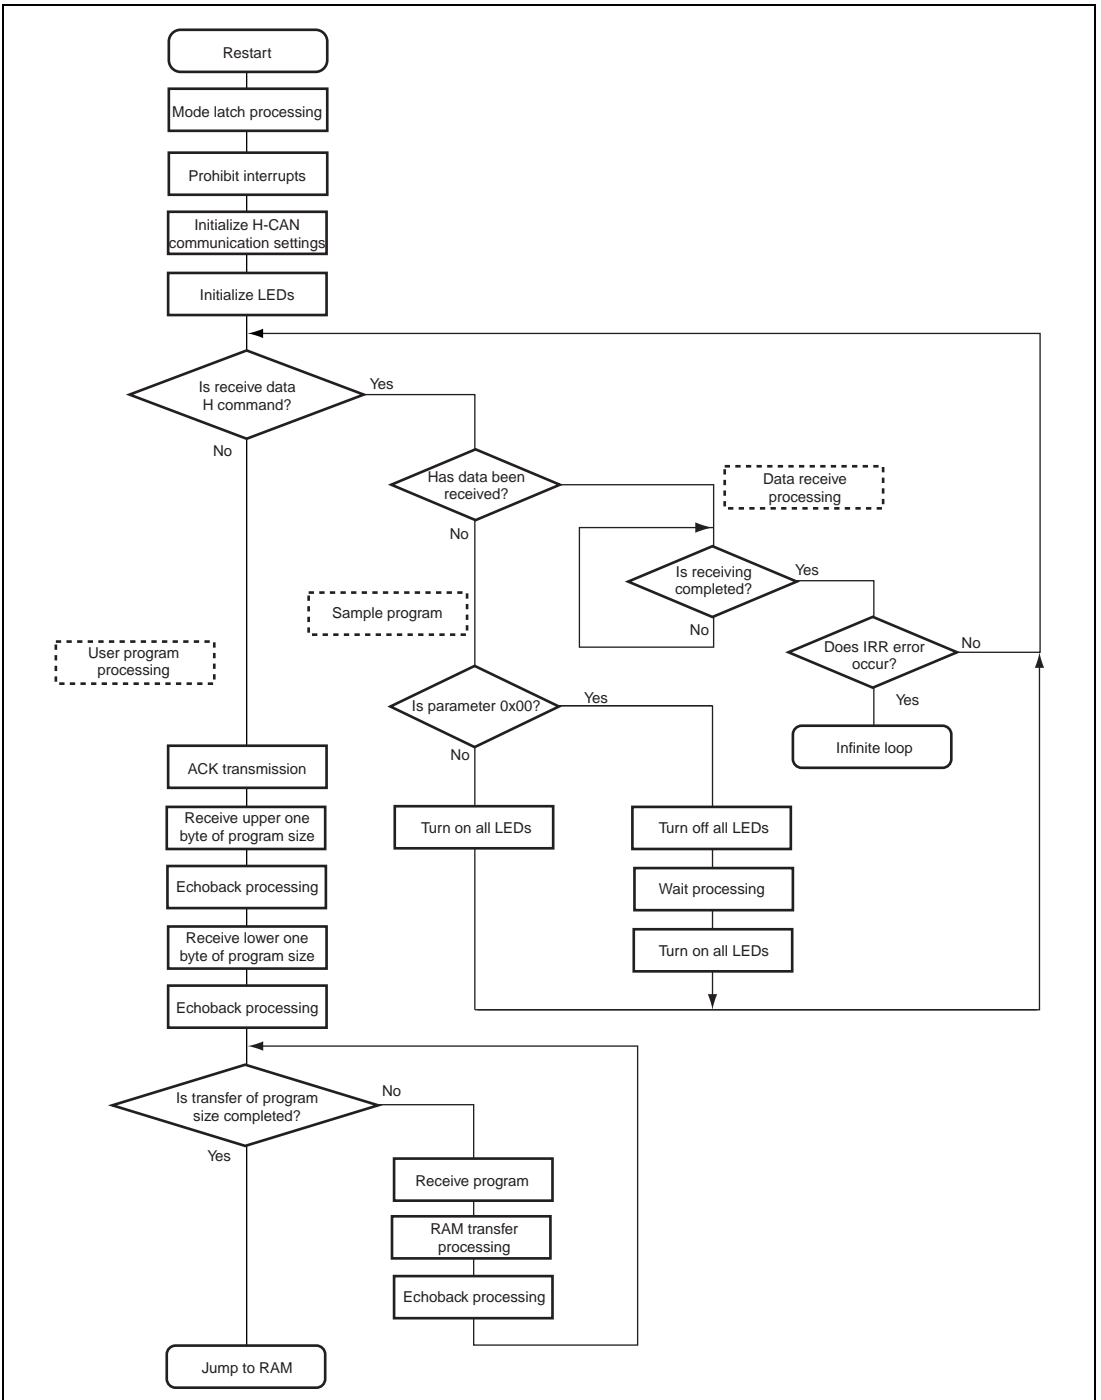 Restart
Mode latch processing
Prohibit interrupts
Initialize H-CAN
communication settings
Initialize LEDs
Is receive data
H command?
Yes
No
Has data been
received?
No
Data receive
processing
Is receiving
completed?
Yes
No
Sample program
User program
processing
Does IRR error
occur?
No
Yes
Infinite loop
Is parameter 0x00?
Yes
No
ACK transmission
Receive upper one
byte of program size
Turn on all LEDs
Turn off all LEDs
Echoback processing
Wait processing
Receive lower one
byte of program size
Turn on all LEDs
Echoback processing
Is transfer of program
size completed?
No
Yes
Receive program
RAM transfer
processing
Echoback processing
Jump to RAM